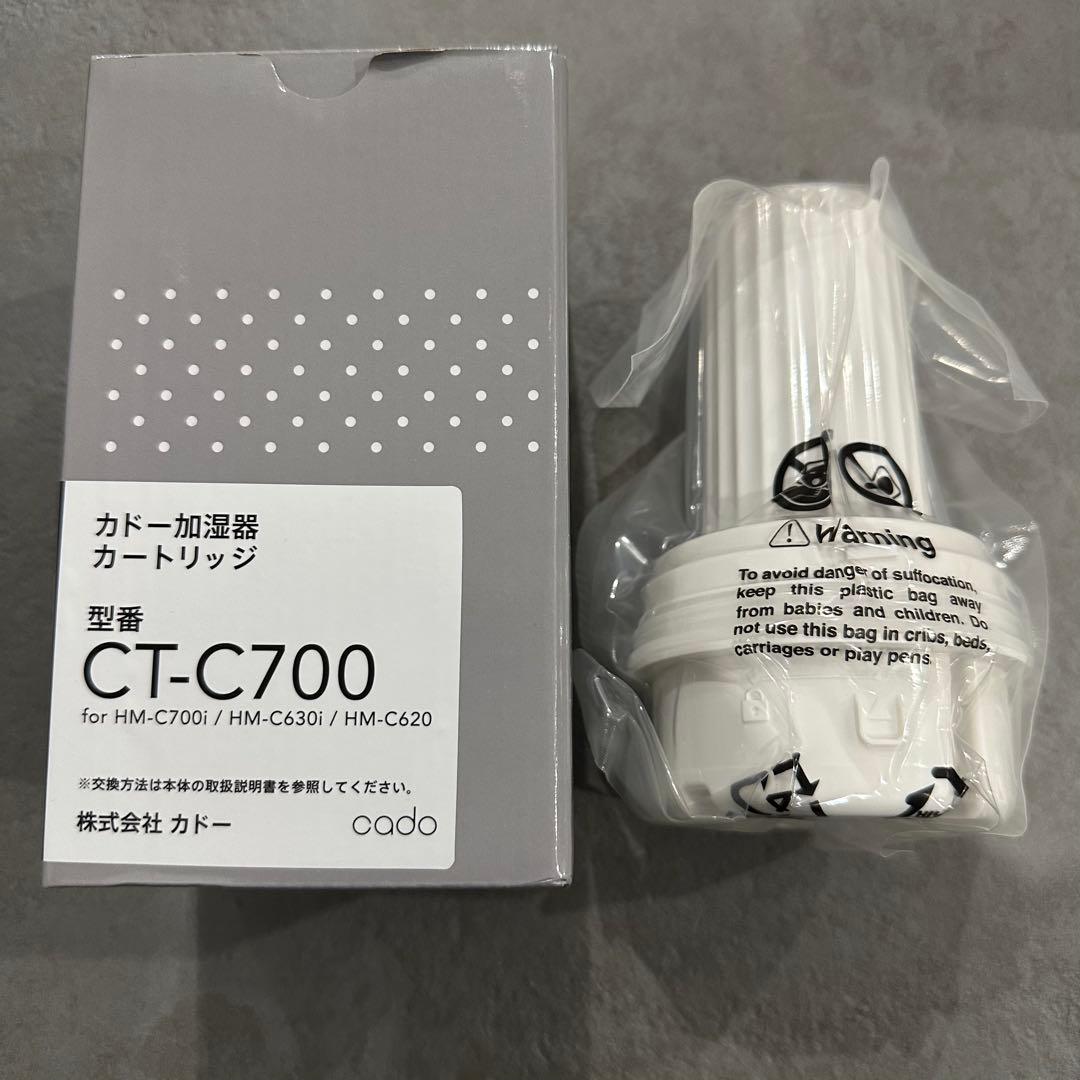 カドー加湿器
カートリッジ
型番
CT-C700
for HM-C700i / HM-C630i / HM-C620
※交換方法は本体の取扱説明書を参照してください。
株式会社 カドー
cado
Warning
To avoid danger of suffocation,
keep this plastic bag away
from babies and children. Do
not use this bag in cribs, beds,
carriages or play pens.